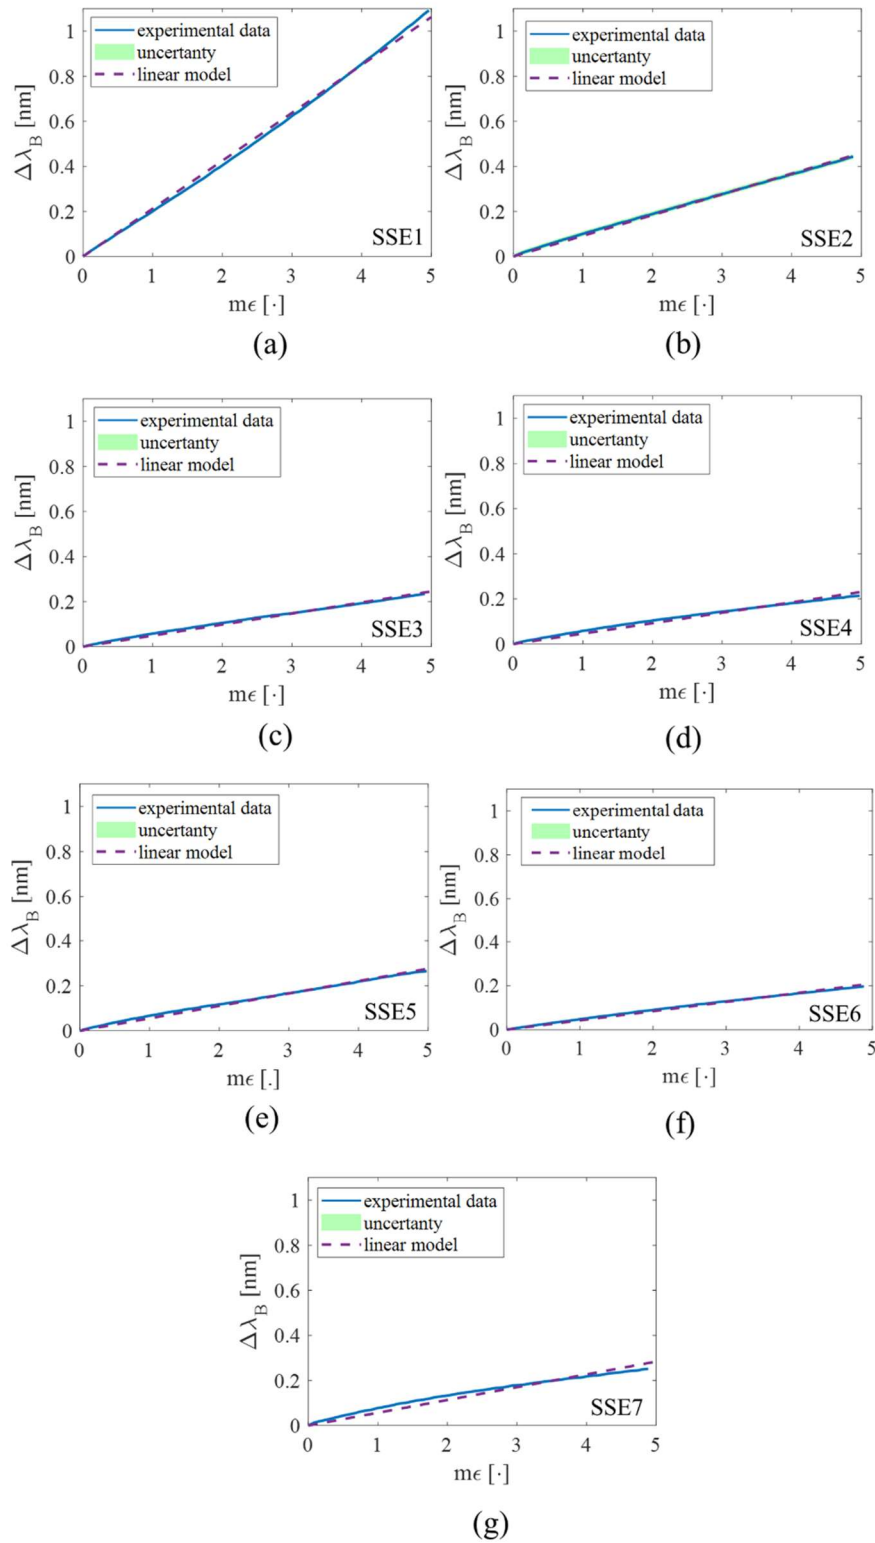 experimental data
uncertanty
linear model
1
0.8
0.6
0.4
0.2
0
ΔλB [nm]
SSE1
0 1 2 3 4 5
mϵ [·]
(a)
experimental data
uncertanty
linear model
1
0.8
0.6
0.4
0.2
0
ΔλB [nm]
SSE2
0 1 2 3 4 5
mϵ [·]
(b)
experimental data
uncertanty
linear model
1
0.8
0.6
0.4
0.2
0
ΔλB [nm]
SSE3
0 1 2 3 4 5
mϵ [·]
(c)
experimental data
uncertanty
linear model
1
0.8
0.6
0.4
0.2
0
ΔλB [nm]
SSE4
0 1 2 3 4 5
mϵ [·]
(d)
experimental data
uncertanty
linear model
1
0.8
0.6
0.4
0.2
0
ΔλB [nm]
SSE5
0 1 2 3 4 5
mϵ [.]
(e)
experimental data
uncertanty
linear model
1
0.8
0.6
0.4
0.2
0
ΔλB [nm]
SSE6
0 1 2 3 4 5
mϵ [·]
(f)
experimental data
uncertanty
linear model
1
0.8
0.6
0.4
0.2
0
ΔλB [nm]
SSE7
0 1 2 3 4 5
mϵ [·]
(g)